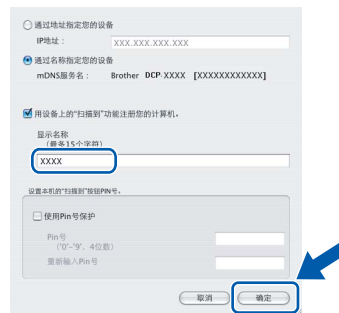 通过地址指定您的设备
IP地址： XXX.XXX.XXX.XXX
通过名称指定您的设备
mDNS服务名： Brother DCP-XXXX [XXXXXXXXXXXX]
用设备上的“扫描到”功能注册您的计算机。
显示名称
（最多15个字符）
XXXX
设置本机的“扫描到”按钮PIN号。
使用Pin号保护
Pin号
（‘0’-‘9’，4位数）
重新输入Pin号
取消 确定